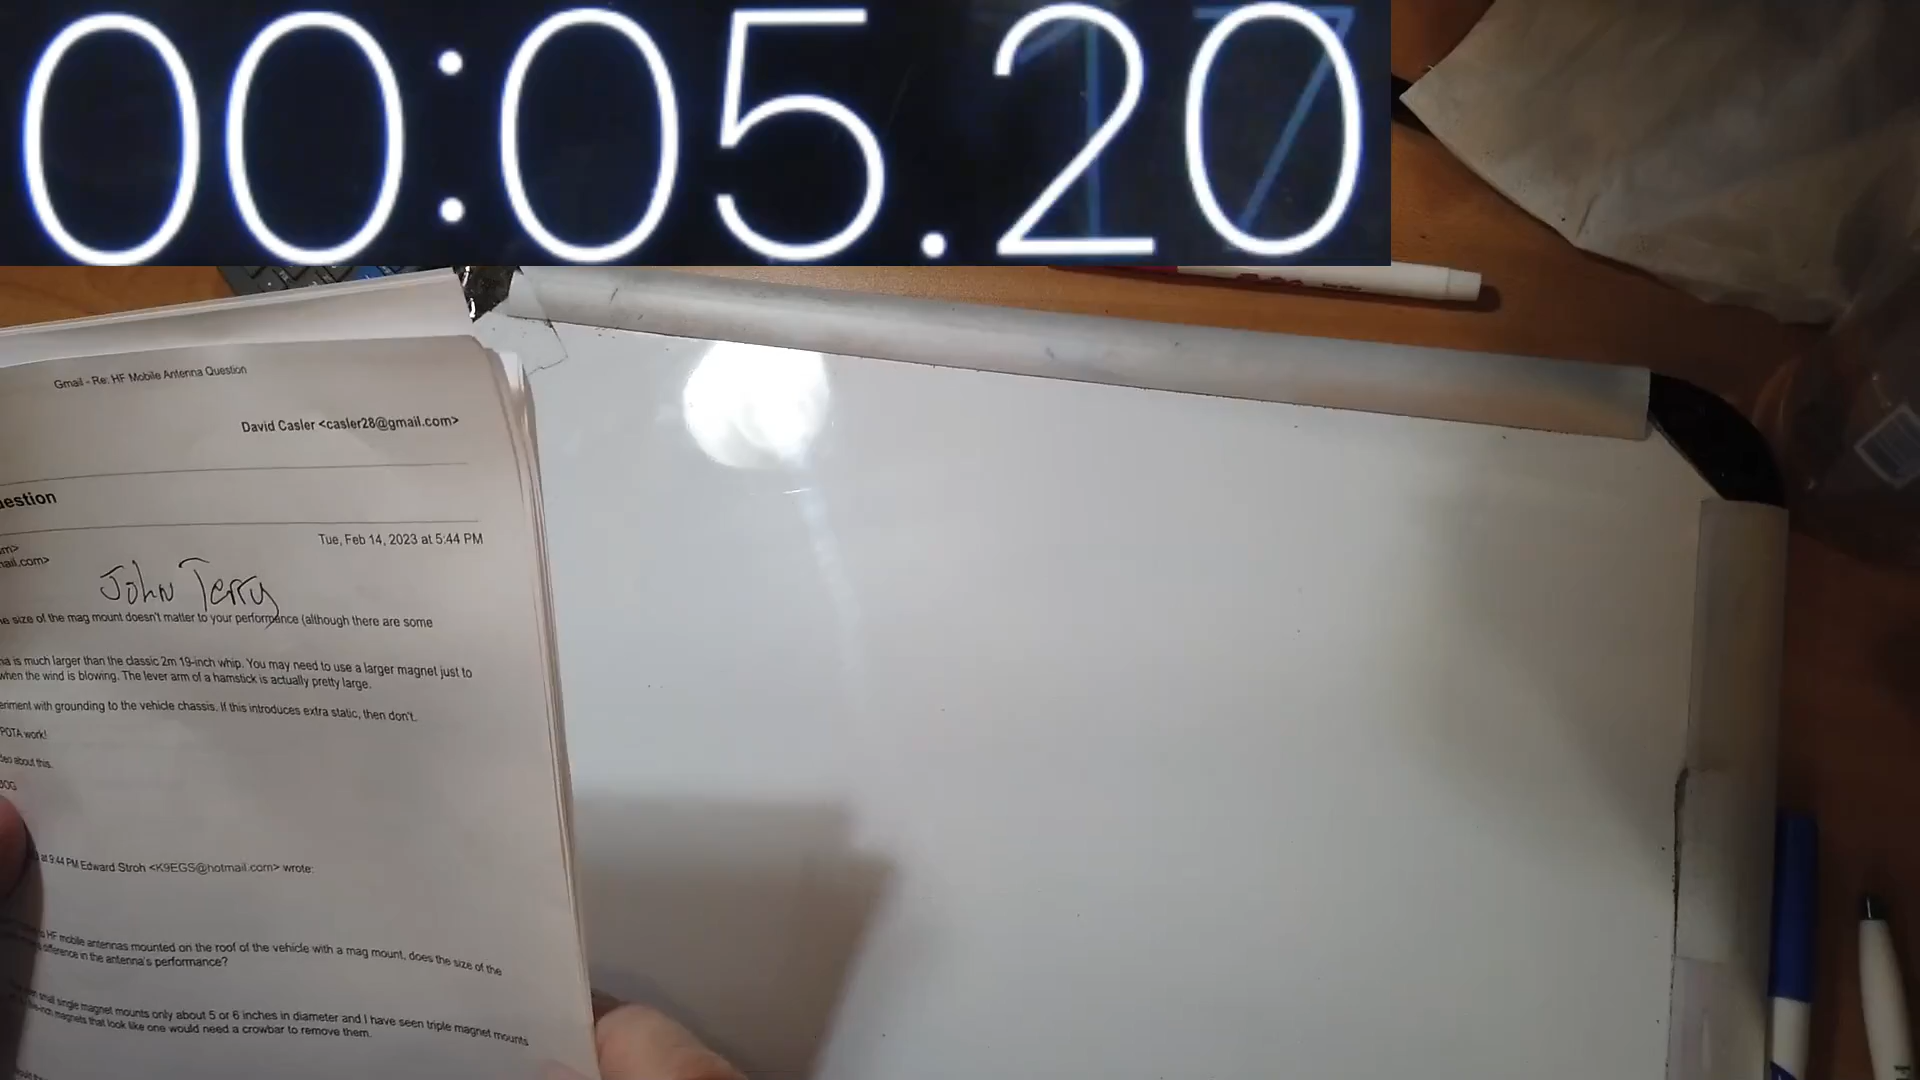 00:05.20
Gmail - Re: HF Mobile Antenna Question
David Casler <casler28@gmail.com>
estion
Tue, Feb 14, 2023 at 5:44 PM
m>
ail.com>
John Terry
e size of the mag mount doesn't matter to your performance (although there are some
na is much larger than the classic 2m 19-inch whip. You may need to use a larger magnet just to
when the wind is blowing. The lever arm of a hamstick is actually pretty large.
eriment with grounding to the vehicle chassis. If this introduces extra static, then don't.
POTA work!
deo about this.
0OG
at 9:44 PM Edward Stroh <K9EGS@hotmail.com> wrote:
HF mobile antennas mounted on the roof of the vehicle with a mag mount, does the size of the
difference in the antenna's performance?
small single magnet mounts only about 5 or 6 inches in diameter and I have seen triple magnet mounts
magnets that look like one would need a crowbar to remove them.